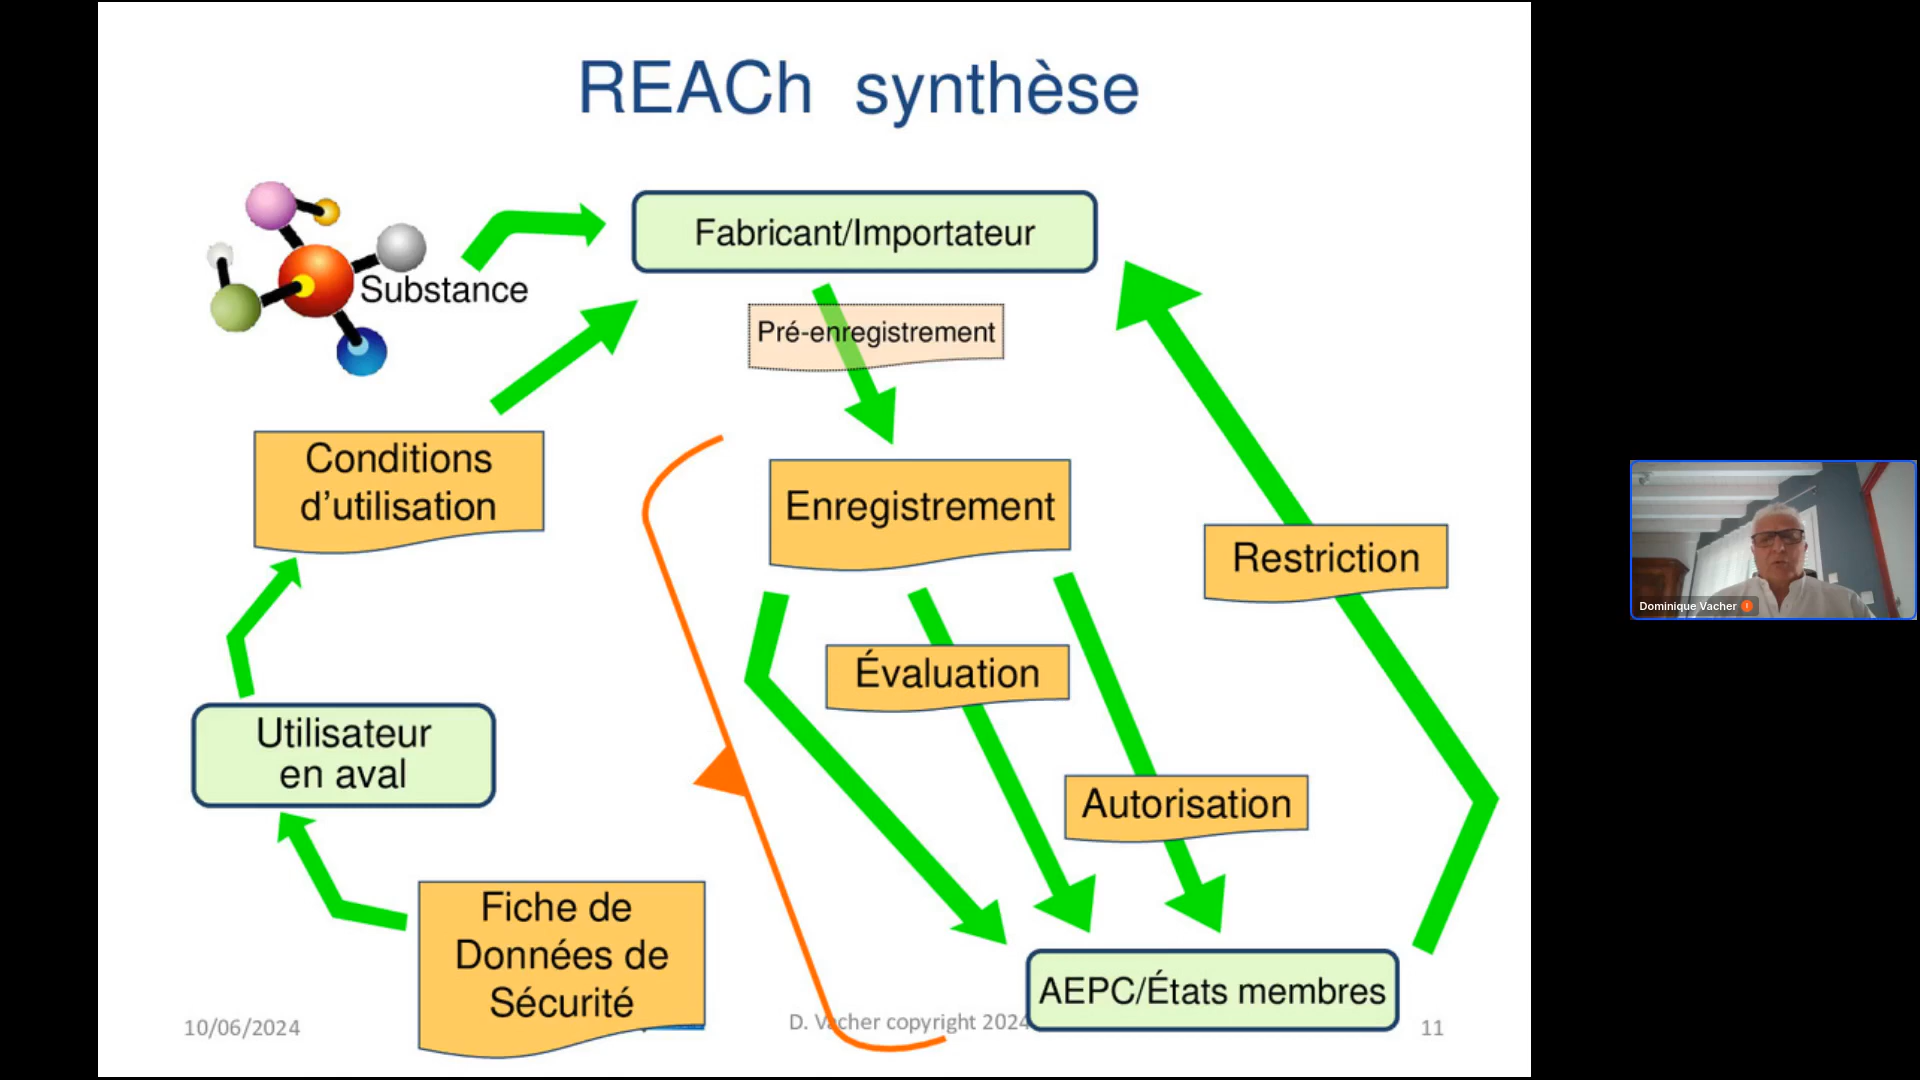 REACh synthèse
Substance
Fabricant/Importateur
Pré-enregistrement
Conditions
d’utilisation
Enregistrement
Restriction
Évaluation
Utilisateur
en aval
Autorisation
Fiche de
Données de
Sécurité
AEPC/États membres
10/06/2024
D. Vacher copyright 2024
11
Dominique Vacher